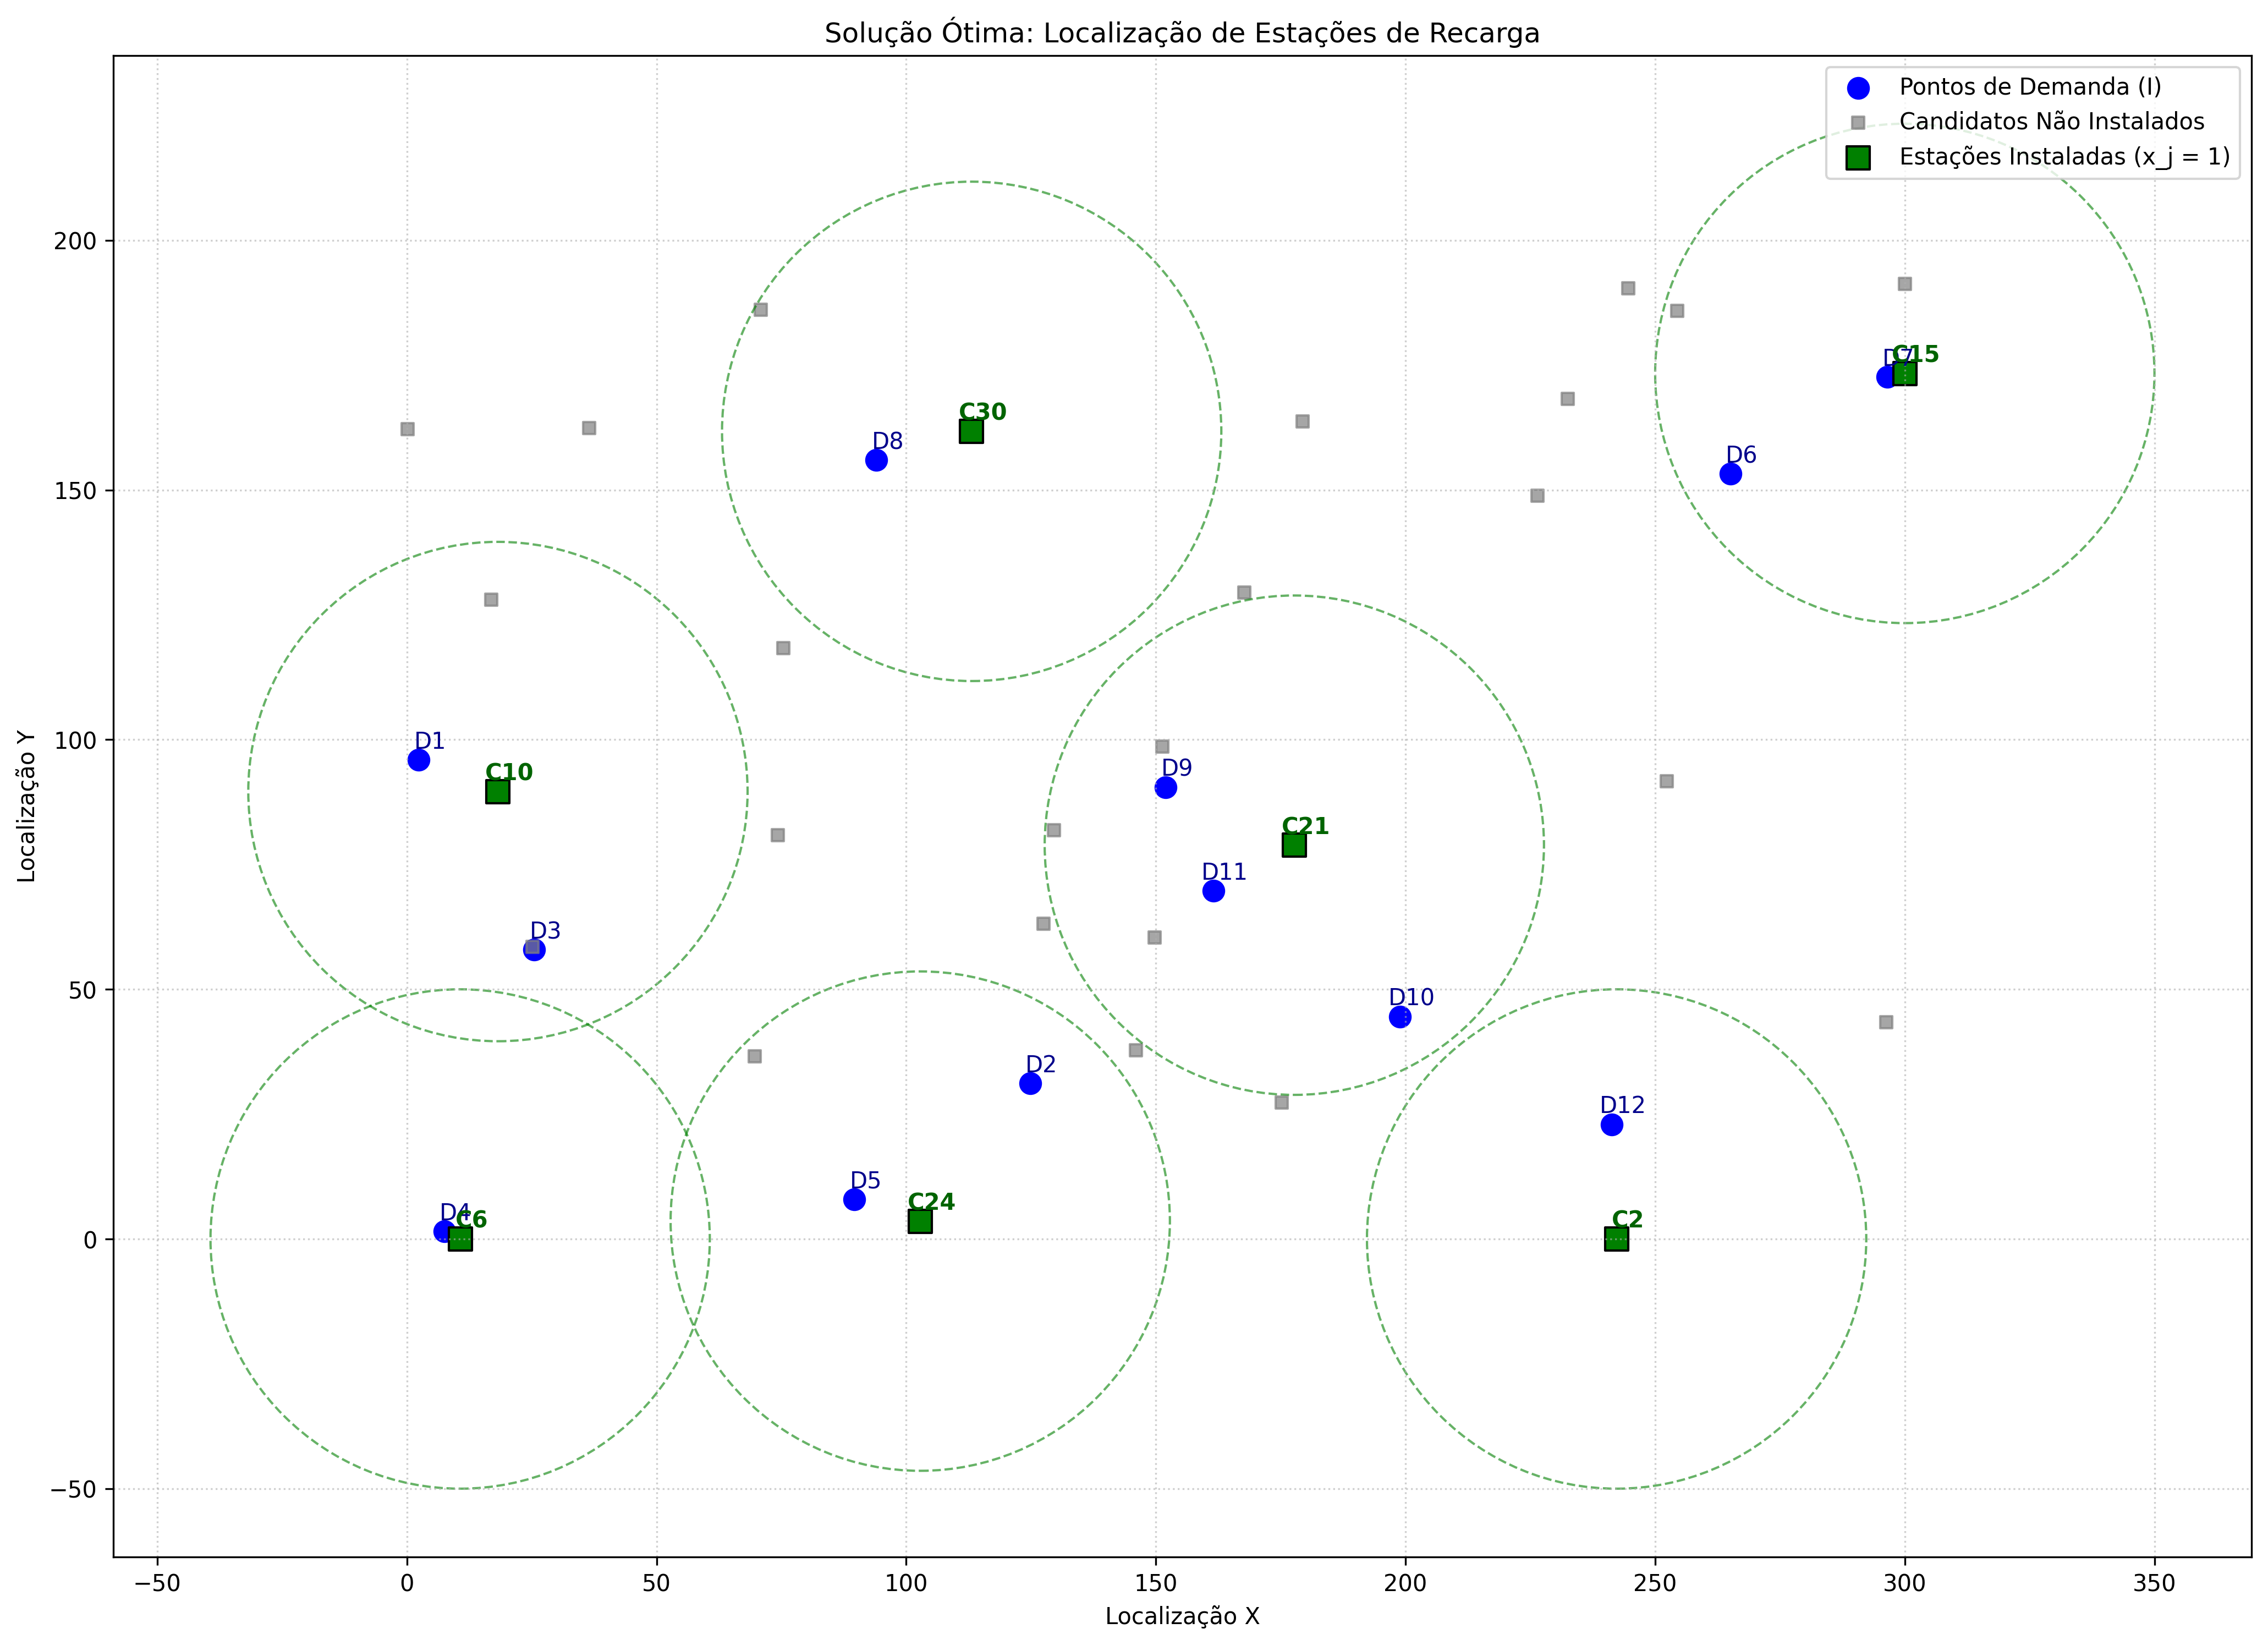 Solução Ótima: Localização de Estações de Recarga
Pontos de Demanda (I)
Candidatos Não Instalados
Estações Instaladas (x_j = 1)
Localização Y
200
150
100
50
0
−50
C30
D8
D7
C15
D6
D1
C10
D9
C21
D11
D3
D10
D2
D12
D5
C24
D4
C6
C2
−50
0
50
100
150
200
250
300
350
Localização X